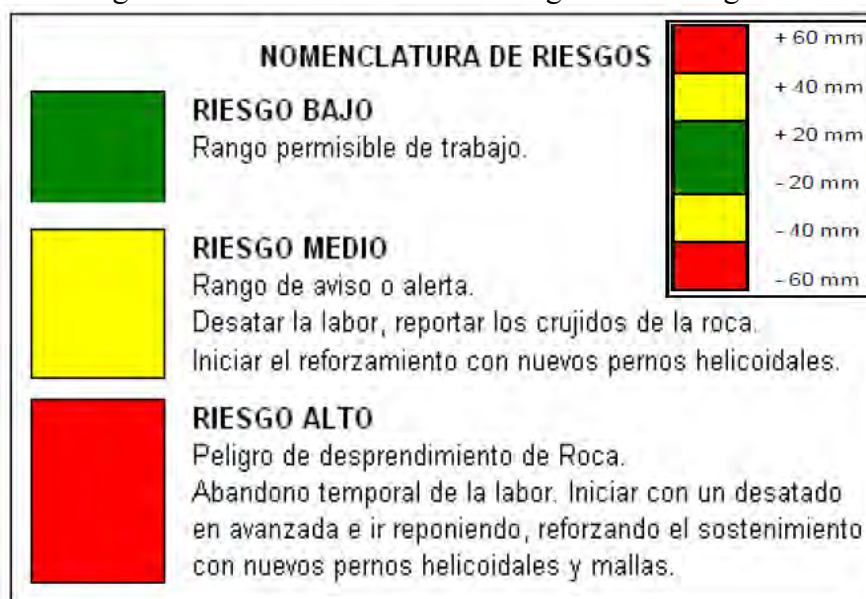 NOMENCLATURA DE RIESGOS
+ 60 mm
+ 40 mm
+ 20 mm
- 20 mm
- 40 mm
- 60 mm
RIESGO BAJO
Rango permisible de trabajo.
RIESGO MEDIO
Rango de aviso o alerta.
Desatar la labor, reportar los crujidos de la roca.
Iniciar el reforzamiento con nuevos pernos helicoidales.
RIESGO ALTO
Peligro de desprendimiento de Roca.
Abandono temporal de la labor. Iniciar con un desatado
en avanzada e ir reponiendo, reforzando el sostenimiento
con nuevos pernos helicoidales y mallas.